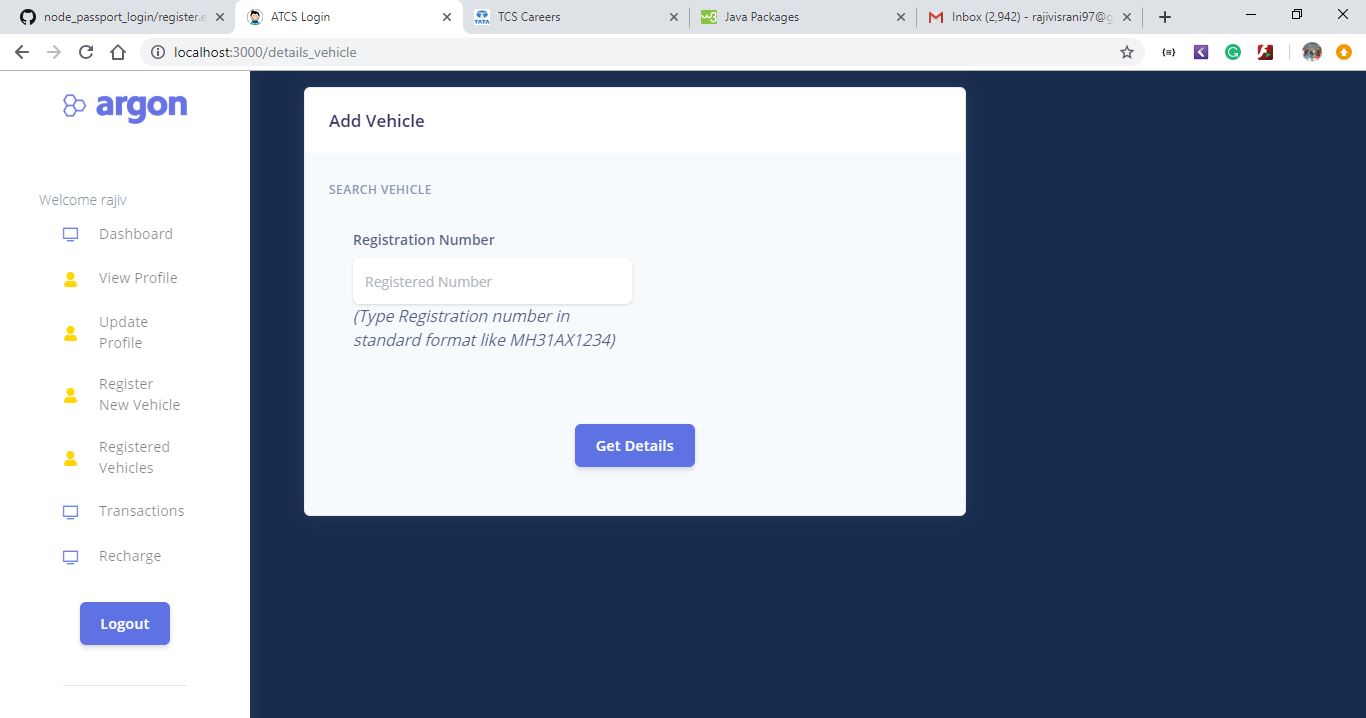 node_passport_login/register.e
ATCS Login
TCS Careers
Java Packages
Inbox (2,942) - rajivisrani97@g
localhost:3000/details_vehicle
argon
Welcome rajiv
Dashboard
View Profile
Update
Profile
Register
New Vehicle
Registered
Vehicles
Transactions
Recharge
Logout
Add Vehicle
SEARCH VEHICLE
Registration Number
Registered Number
(Type Registration number in
standard format like MH31AX1234)
Get Details